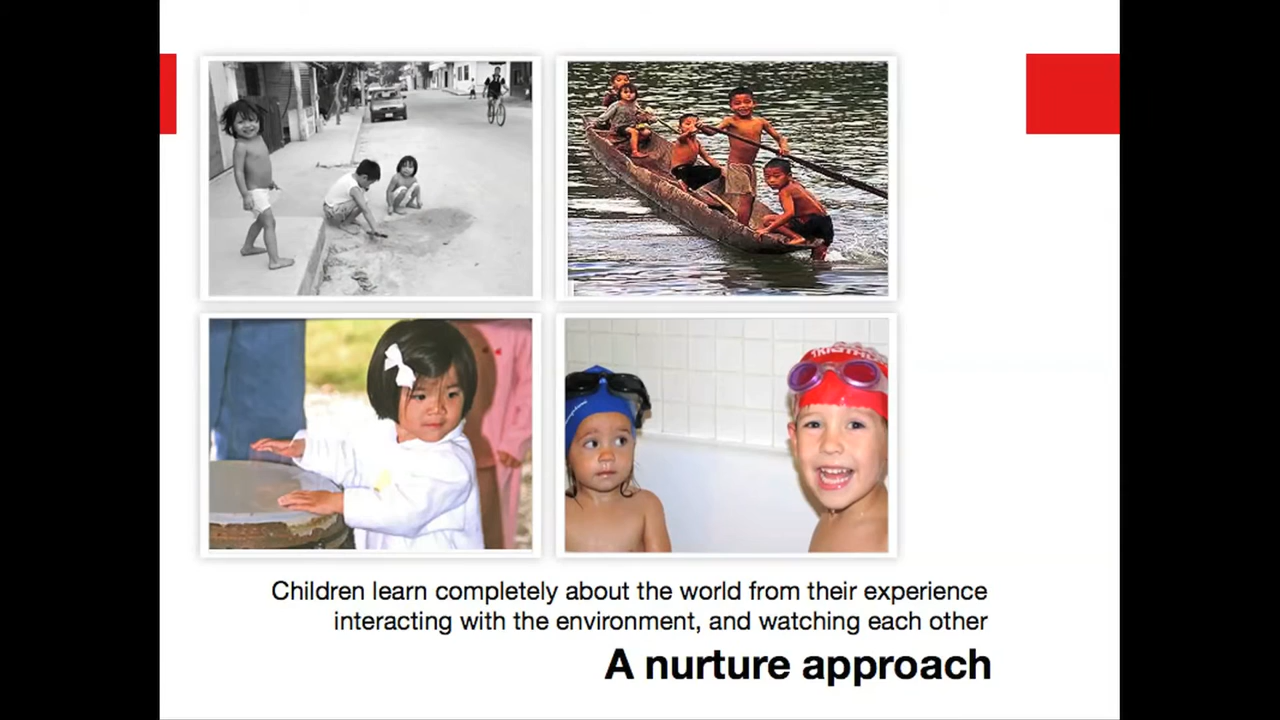 Children learn completely about the world from their experience
interacting with the environment, and watching each other
A nurture approach